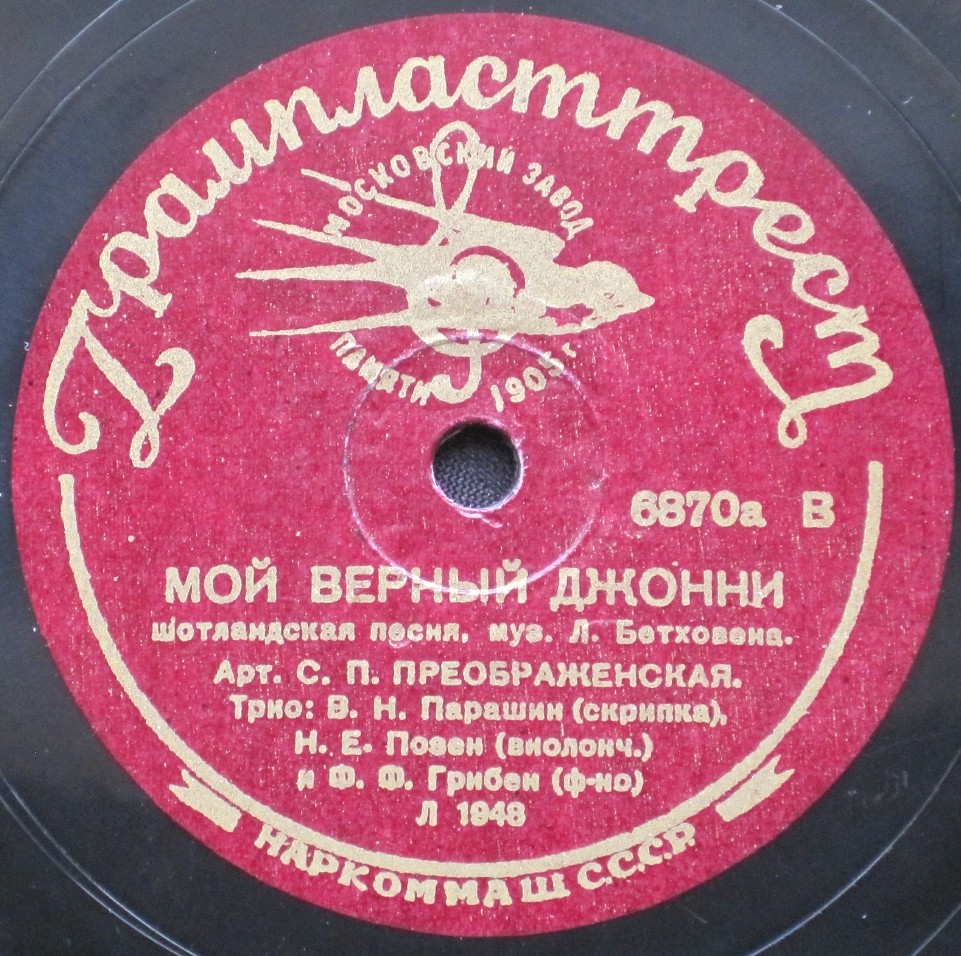 Грампласттрест
МОСКОВСКИЙ ЗАВОД
ПАМЯТИ 1905 г.
6870а В
МОЙ ВЕРНЫЙ ДЖОННИ
Шотландская песня, муз. Л. Бетховена.
Арт. С. П. ПРЕОБРАЖЕНСКАЯ.
Трио: В. Н. Парашин (скрипка),
Н. Е. Позен (виолонч.)
и Ф. Ф. Грибен (ф-но)
Л 1948
НАРКОММАШ С.С.С.Р.